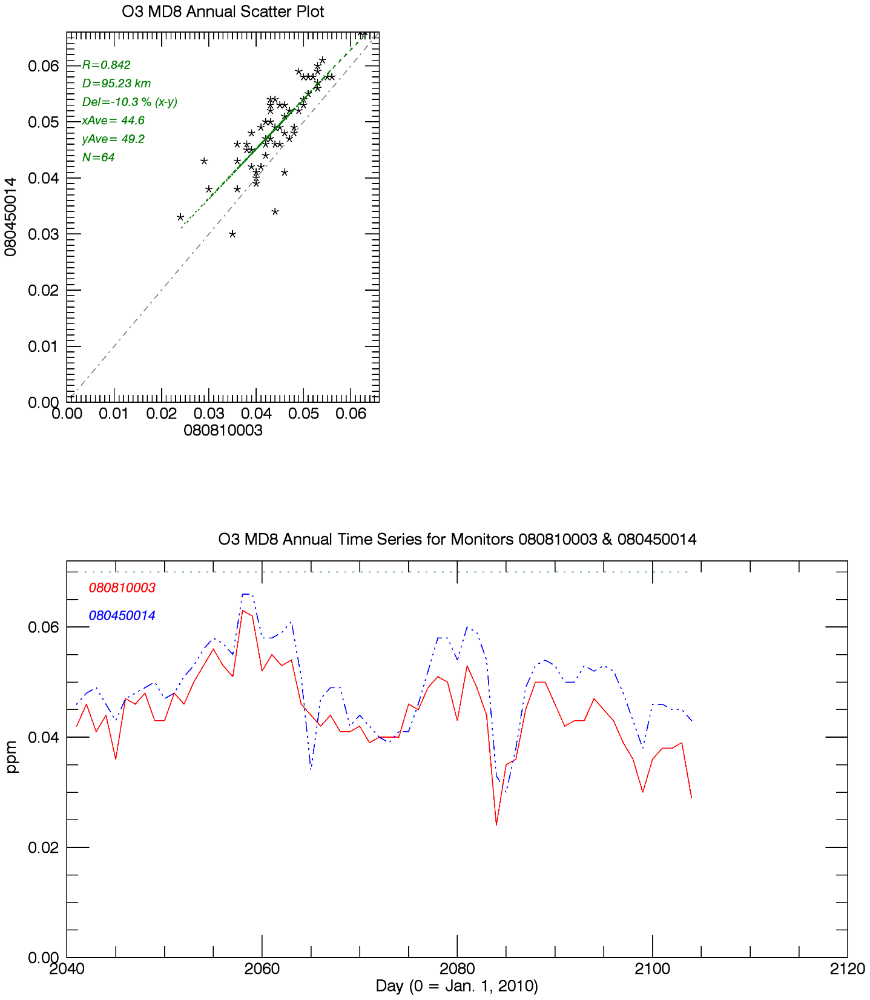 O3 MD8 Annual Scatter Plot
R=0.842
D=95.23 km
Del=-10.3 % (x-y)
xAve= 44.6
yAve= 49.2
N=64
080450014
0.06
0.05
0.04
0.03
0.02
0.01
0.00
0.00 0.01 0.02 0.03 0.04 0.05 0.06
080810003
O3 MD8 Annual Time Series for Monitors 080810003 & 080450014
080810003
080450014
ppm
0.06
0.04
0.02
0.00
2040 2060 2080 2100 2120
Day (0 = Jan. 1, 2010)